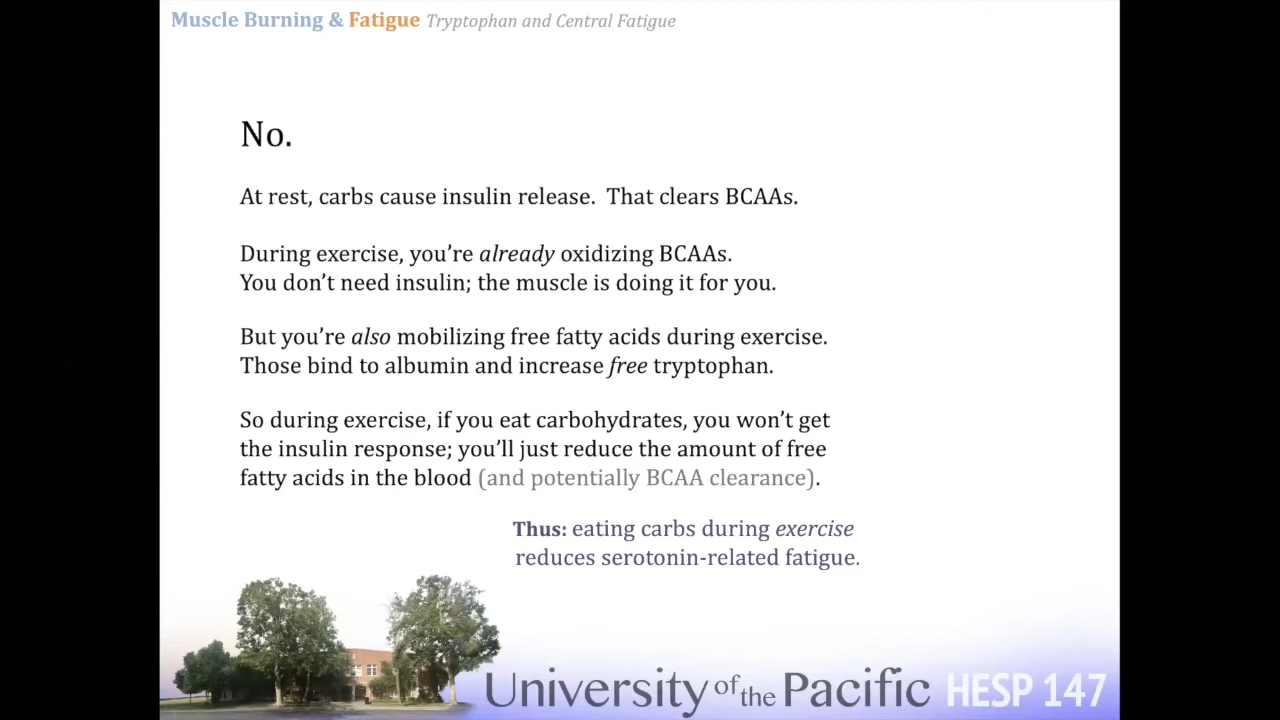 Muscle Burning & Fatigue Tryptophan and Central Fatigue
No.
At rest, carbs cause insulin release.  That clears BCAAs.
During exercise, you’re already oxidizing BCAAs.
You don’t need insulin; the muscle is doing it for you.
But you’re also mobilizing free fatty acids during exercise.
Those bind to albumin and increase free tryptophan.
So during exercise, if you eat carbohydrates, you won’t get
the insulin response; you’ll just reduce the amount of free
fatty acids in the blood (and potentially BCAA clearance).
Thus: eating carbs during exercise
reduces serotonin-related fatigue.
University of the Pacific HESP 147